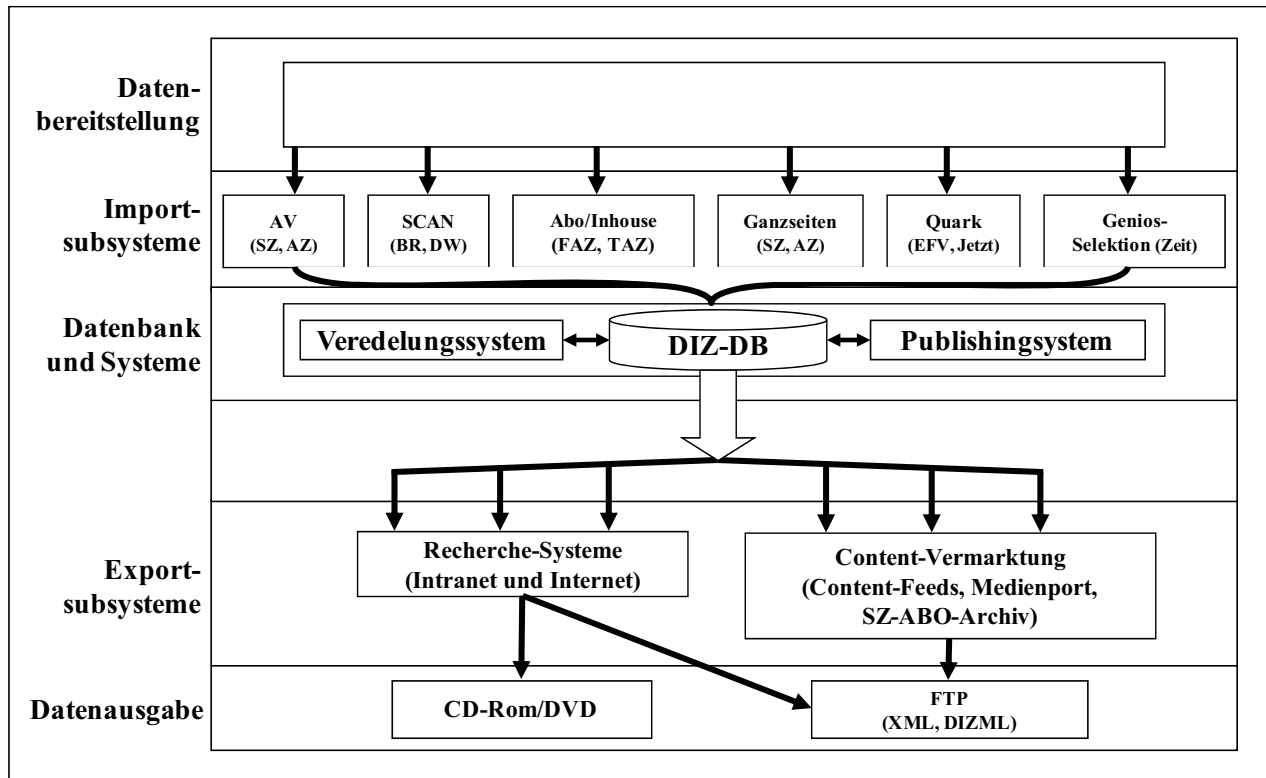 Daten-
bereitstellung
Import-
subsysteme
AV
(SZ, AZ)
SCAN
(BR, DW)
Abo/Inhouse
(FAZ, TAZ)
Ganzseiten
(SZ, AZ)
Quark
(EFV, Jetzt)
Genios-
Selektion (Zeit)
Datenbank
und Systeme
Veredelungssystem
DIZ-DB
Publishingsystem
Export-
subsysteme
Recherche-Systeme
(Intranet und Internet)
Content-Vermarktung
(Content-Feeds, Medienport,
SZ-ABO-Archiv)
Datenausgabe
CD-Rom/DVD
FTP
(XML, DIZML)